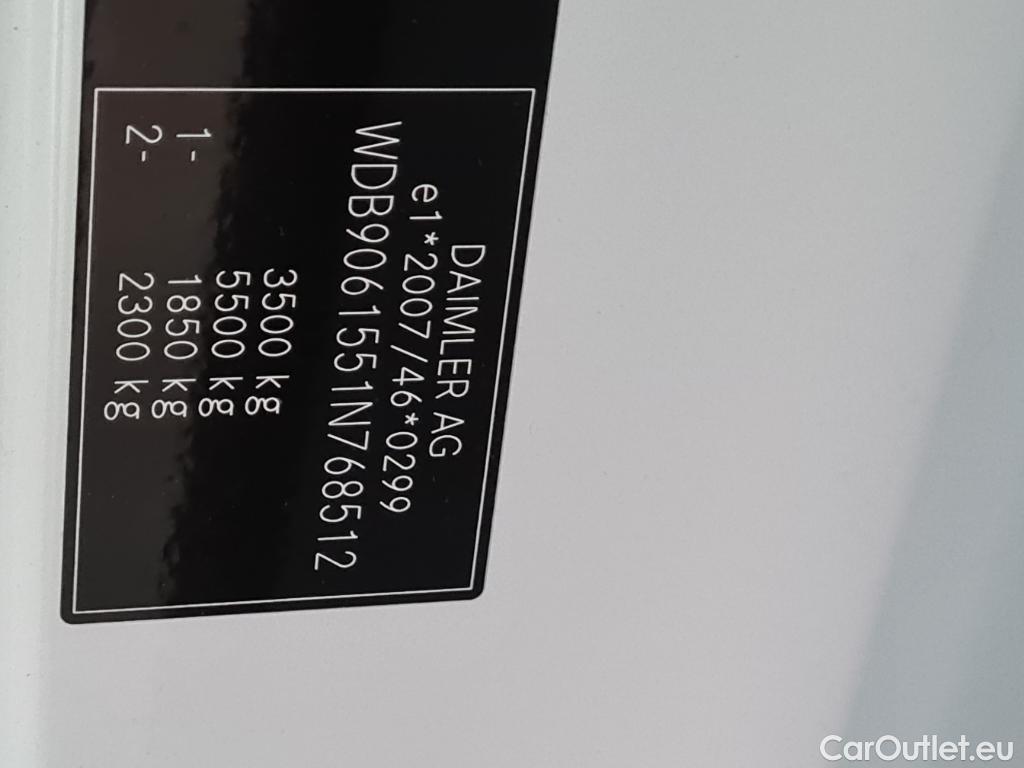 DAIMLER AG
e1*2007/46*0299
WDB9061551N768512
3500 kg
5500 kg
1- 1850 kg
2- 2300 kg
CarOutlet.eu